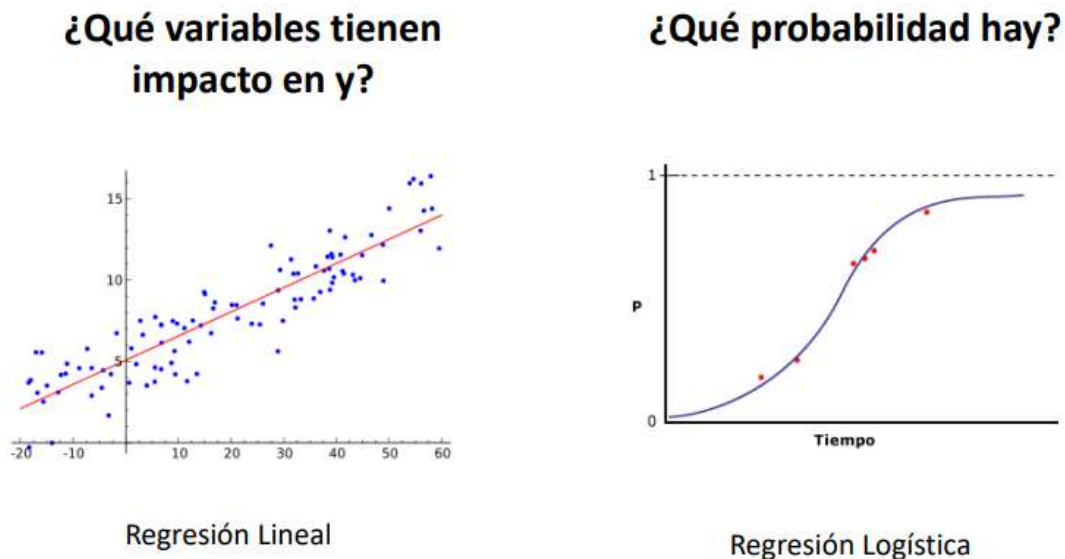 ¿Qué variables tienen
impacto en y?
¿Qué probabilidad hay?
15
10
5
-20
-10
10
20
30
40
50
60
1
P
0
Tiempo
Regresión Lineal
Regresión Logística